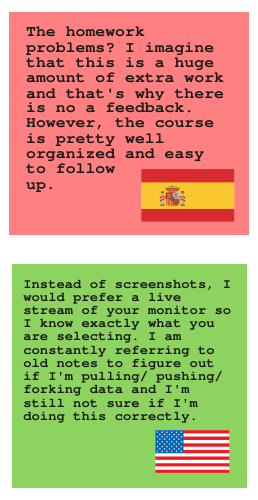 The homework
problems? I imagine
that this is a huge
amount of extra work
and that's why there
is no a feedback.
However, the course
is pretty well
organized and easy
to follow
up.
Instead of screenshots, I
would prefer a live
stream of your monitor so
I know exactly what you
are selecting. I am
constantly referring to
old notes to figure out
if I'm pulling/ pushing/
forking data and I'm
still not sure if I'm
doing this correctly.